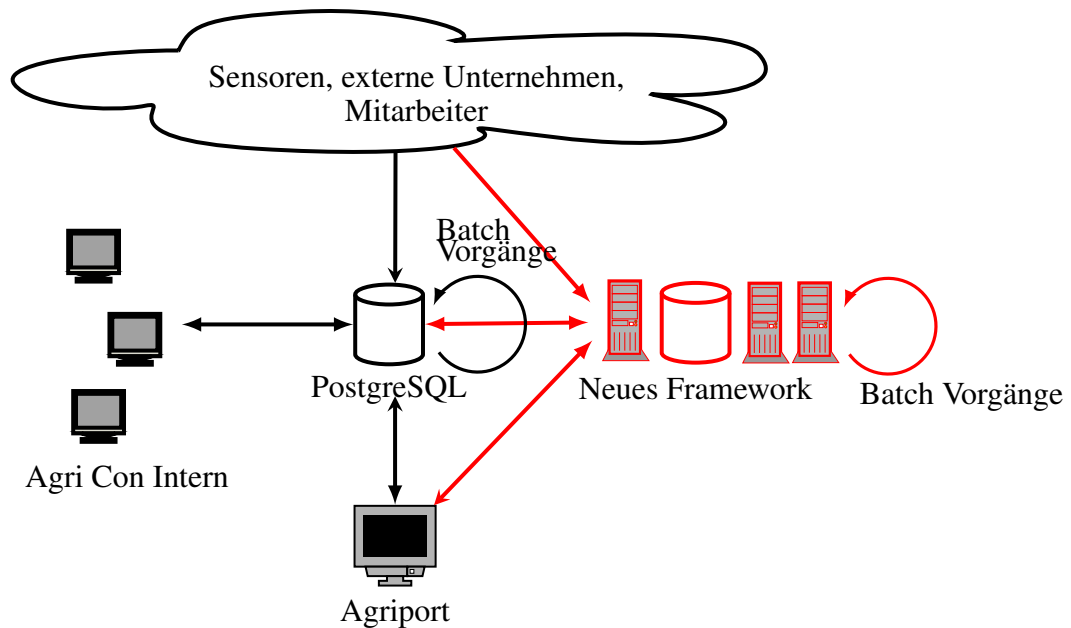 Sensoren, externe Unternehmen,
Mitarbeiter
Batch
Vorgänge
PostgreSQL
Neues Framework
Batch Vorgänge
Agri Con Intern
Agriport